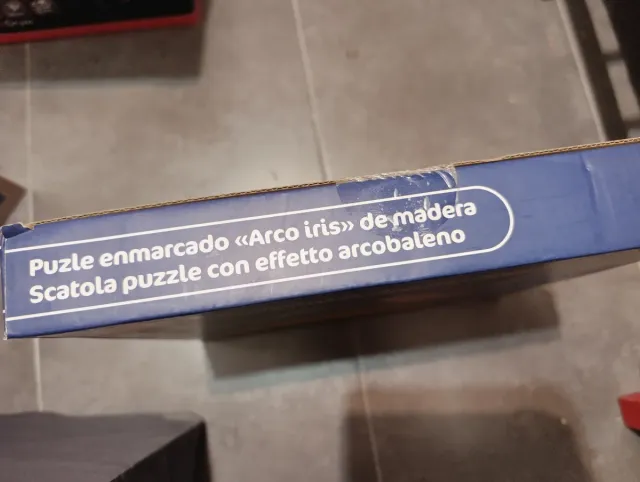 Puzle enmarcado «Arco iris» de madera
Scatola puzzle con effetto arcobaleno